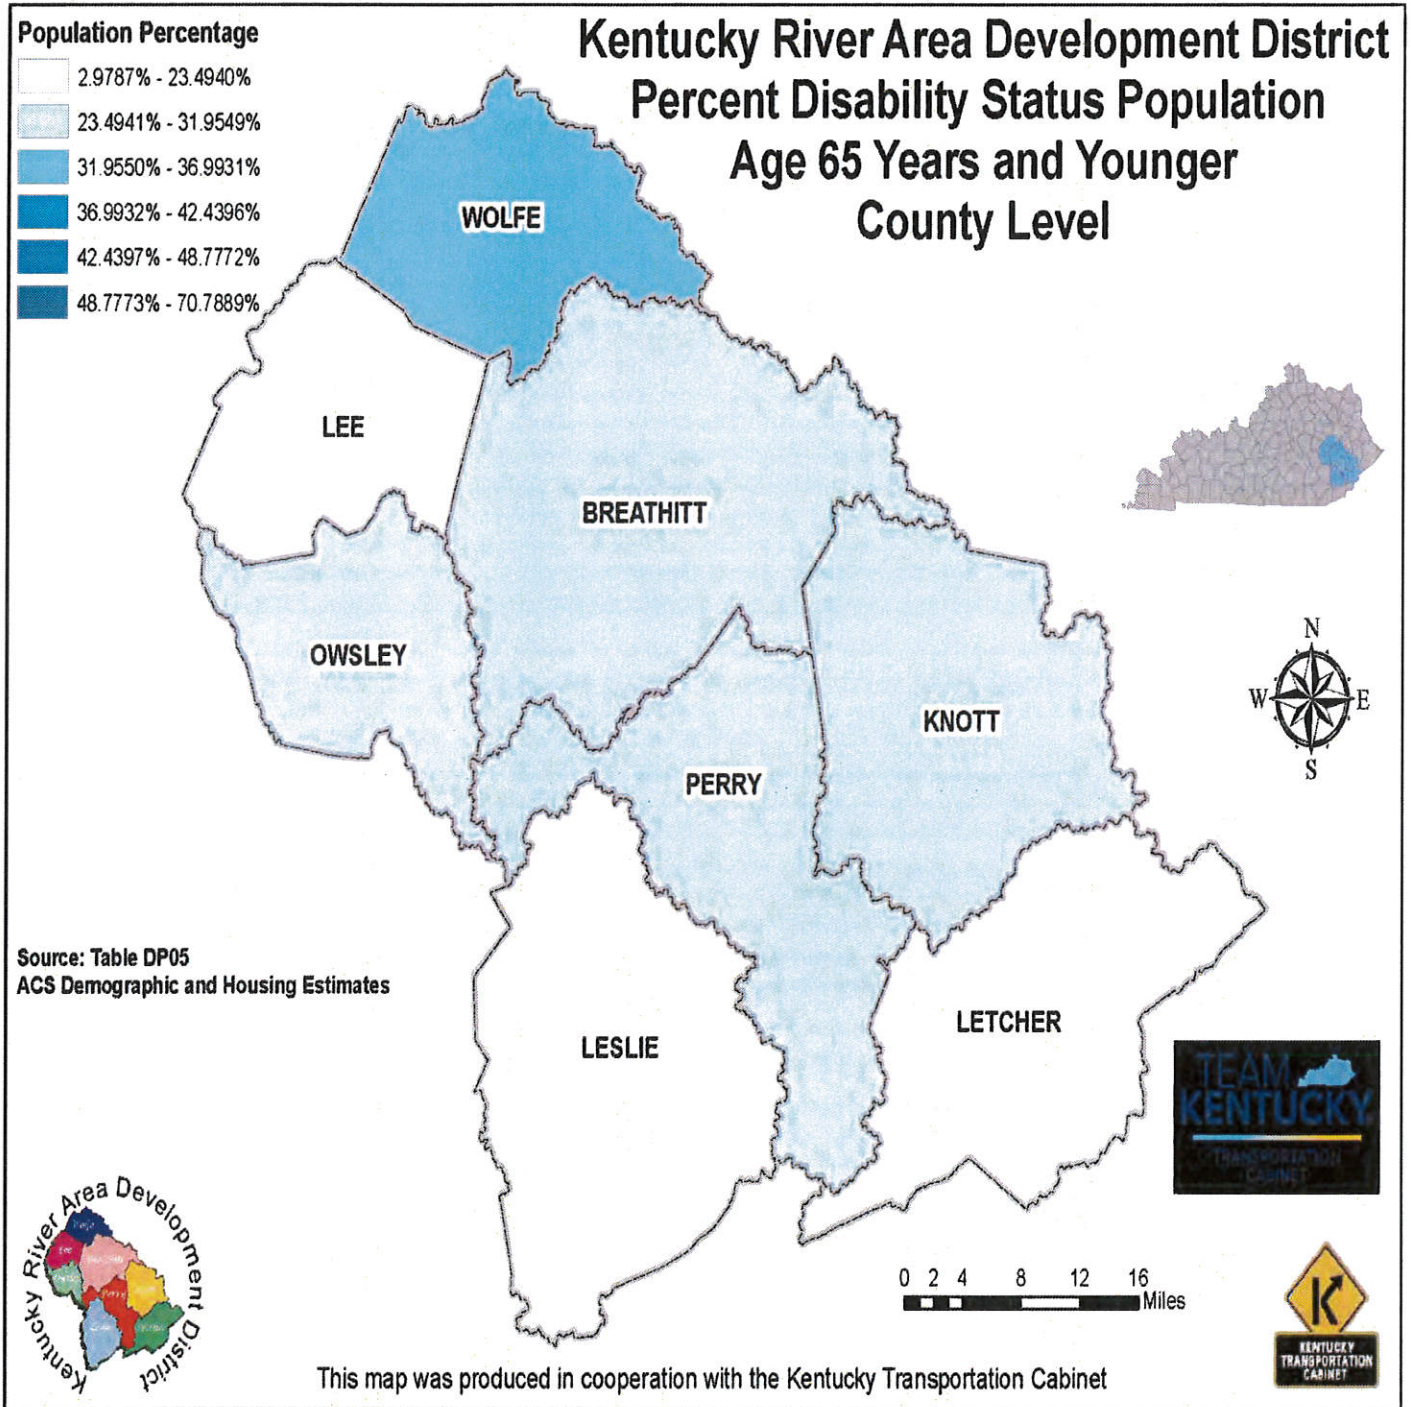 Population Percentage
2.9787% - 23.4940%
23.4941% - 31.9549%
31.9550% - 36.9931%
36.9932% - 42.4396%
42.4397% - 48.7772%
48.7773% - 70.7889%
Kentucky River Area Development District
Percent Disability Status Population
Age 65 Years and Younger
County Level
WOLFE
LEE
BREATHITT
OWSLEY
KNOTT
PERRY
LESLIE
LETCHER
N
W E
S
Source: Table DP05
ACS Demographic and Housing Estimates
TEAM
KENTUCKY
TRANSPORTATION
CABINET
Kentucky River Area Development District
Lee
Perry
0 2 4 8 12 16
Miles
KENTUCKY
TRANSPORTATION
CABINET
This map was produced in cooperation with the Kentucky Transportation Cabinet